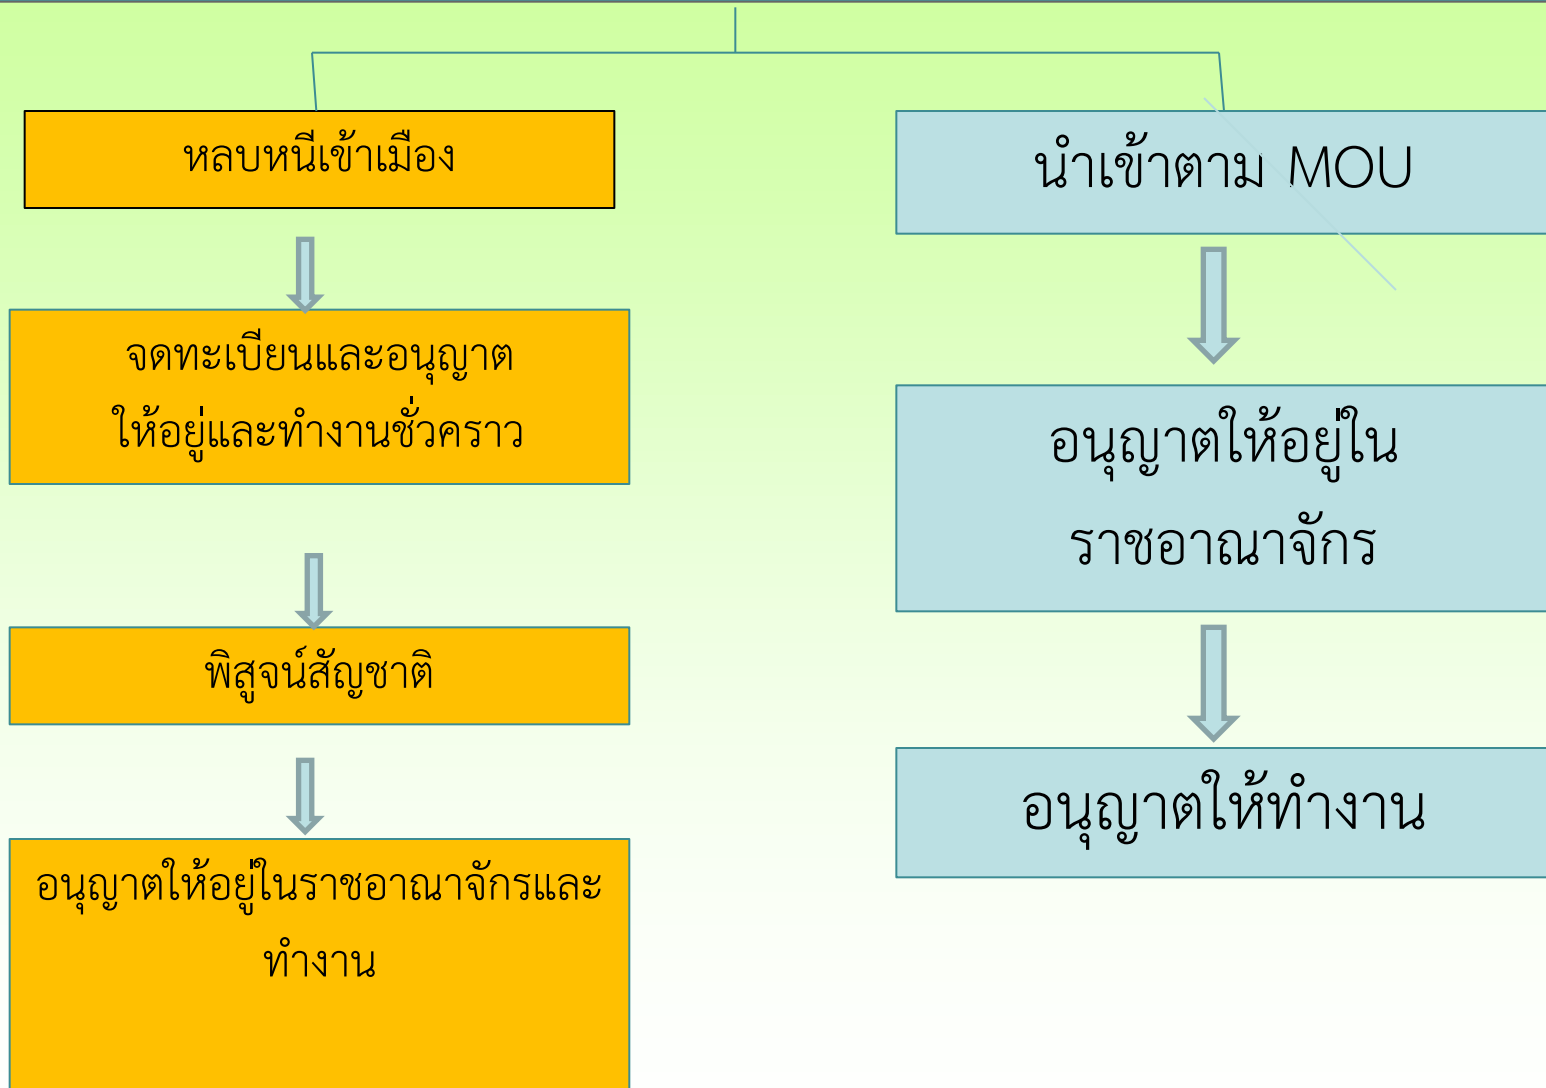 หลบหนีเข้าเมือง
จดทะเบียนและอนุญาต
ให้อยู่และทำงานชั่วคราว
พิสูจน์สัญชาติ
อนุญาตให้อยู่ในราชอาณาจักรและ
ทำงาน
นำเข้าตาม MOU
อนุญาตให้อยู่ใน
ราชอาณาจักร
อนุญาตให้ทำงาน